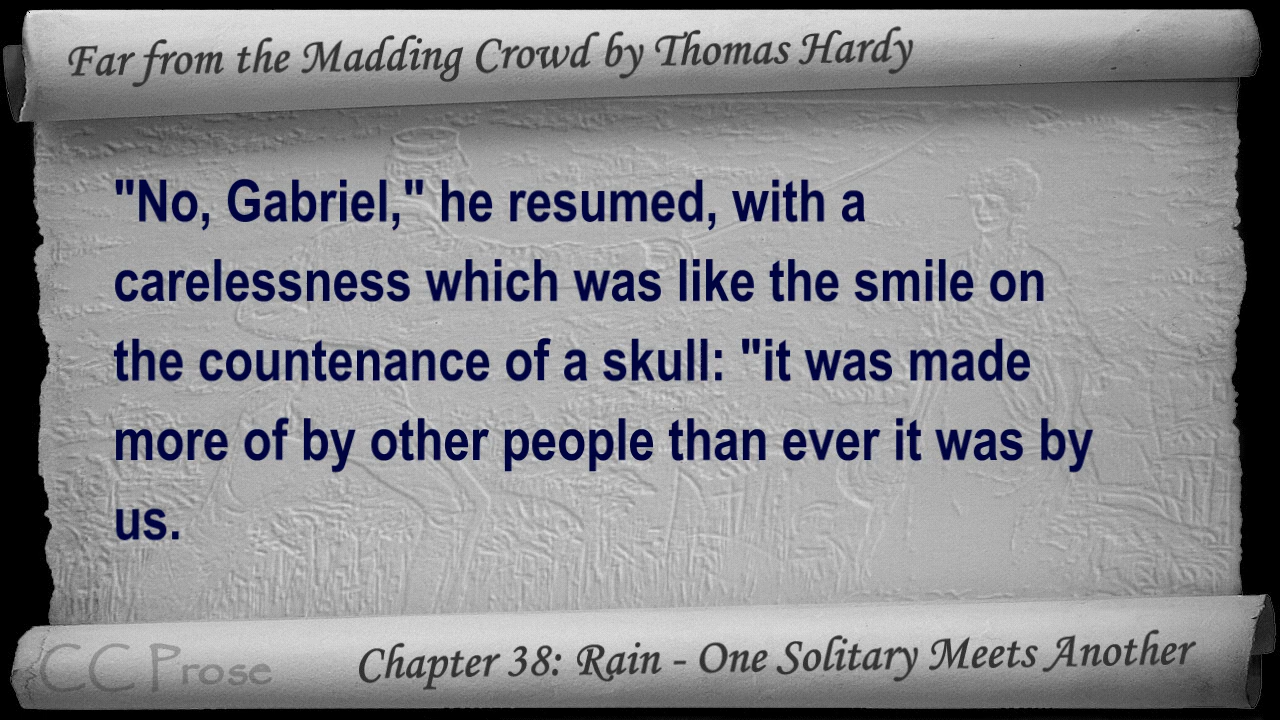 Far from the Madding Crowd by Thomas Hardy
"No, Gabriel," he resumed, with a
carelessness which was like the smile on
the countenance of a skull: "it was made
more of by other people than ever it was by
us.
CC Prose
Chapter 38: Rain - One Solitary Meets Another